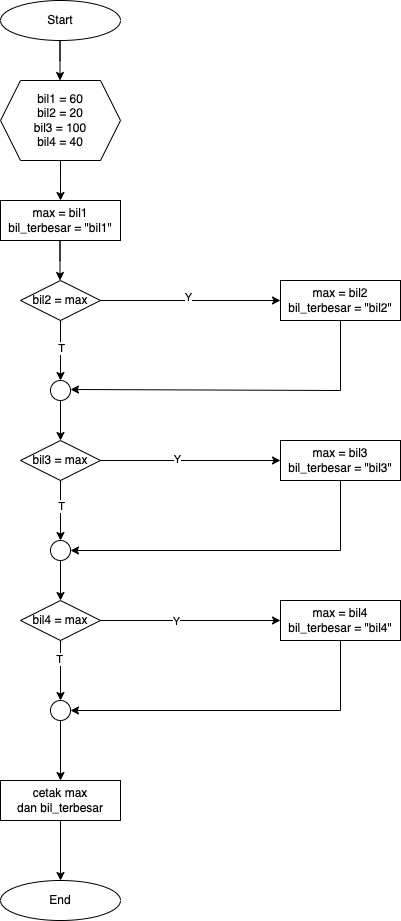 Start
bil1 = 60
bil2 = 20
bil3 = 100
bil4 = 40
max = bil1
bil_terbesar = "bil1"
bil2 = max
Y
max = bil2
bil_terbesar = "bil2"
T
bil3 = max
Y
max = bil3
bil_terbesar = "bil3"
T
bil4 = max
Y
max = bil4
bil_terbesar = "bil4"
T
cetak max
dan bil_terbesar
End